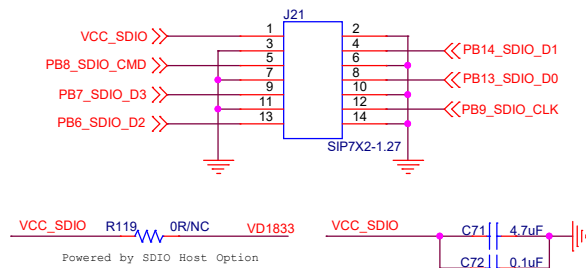 J21
VCC_SDIO 1 2
3 4 PB14_SDIO_D1
PB8_SDIO_CMD 5 6
7 8 PB13_SDIO_D0
PB7_SDIO_D3 9 10
11 12 PB9_SDIO_CLK
PB6_SDIO_D2 13 14
SIP7X2-1.27
VCC_SDIO R119 0R/NC VD1833
Powered by SDIO Host Option
VCC_SDIO C71 4.7uF
C72 0.1uF